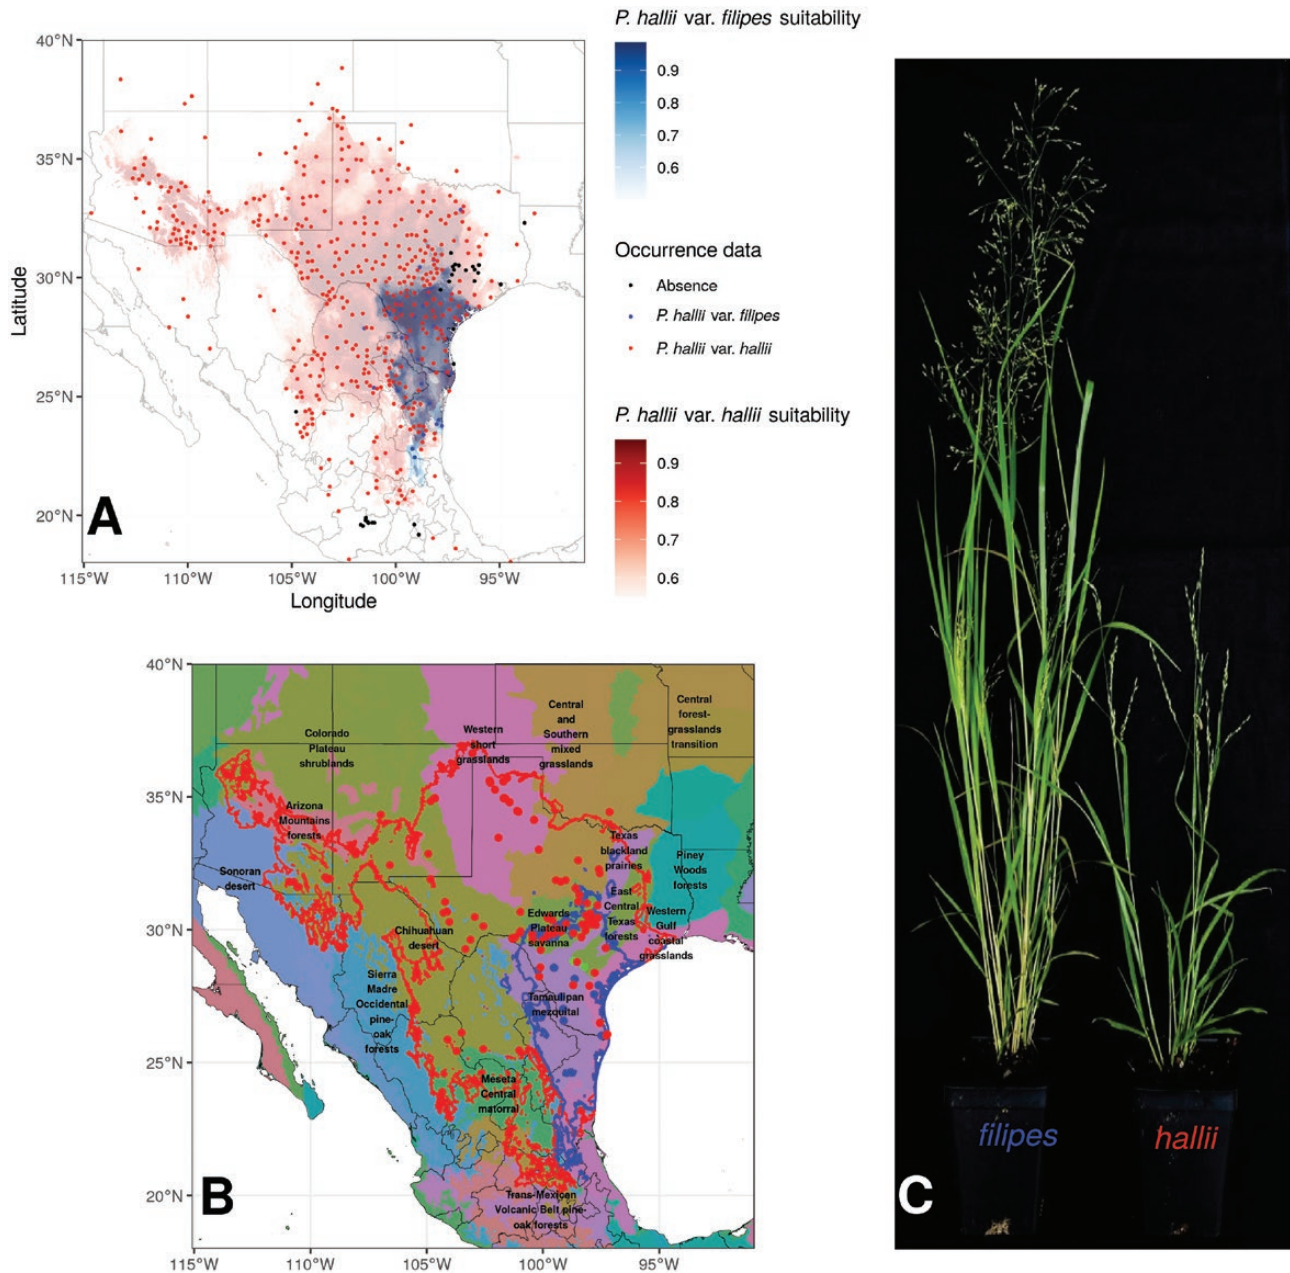 P. hallii var. filipes suitability
0.9
0.8
0.7
0.6
Occurrence data
Absence
P. hallii var. filipes
P. hallii var. hallii
P. hallii var. hallii suitability
0.9
0.8
0.7
0.6
40°N
35°N
30°N
25°N
20°N
Latitude
A
115°W 110°W 105°W 100°W 95°W
Longitude
40°N
35°N
30°N
25°N
20°N
Colorado
Plateau
shrublands
Western
short
grasslands
Central
and
Southern
mixed
grasslands
Central
forest-
grasslands
transition
Arizona
Mountains
forests
Sonoran
desert
Texas
blackland
prairies
Piney
Woods
forests
East
Central
Texas
forests
Western
Gulf
coastal
grasslands
Edwards
Plateau
savanna
Chihuahuan
desert
Sierra
Madre
Occidental
pine-
oak
forests
Tamaulipan
mezquital
Meseta
Central
matorral
Trans-Mexican
Volcanic Belt pine-
oak forests
B
115°W 110°W 105°W 100°W 95°W
filipes
hallii
C